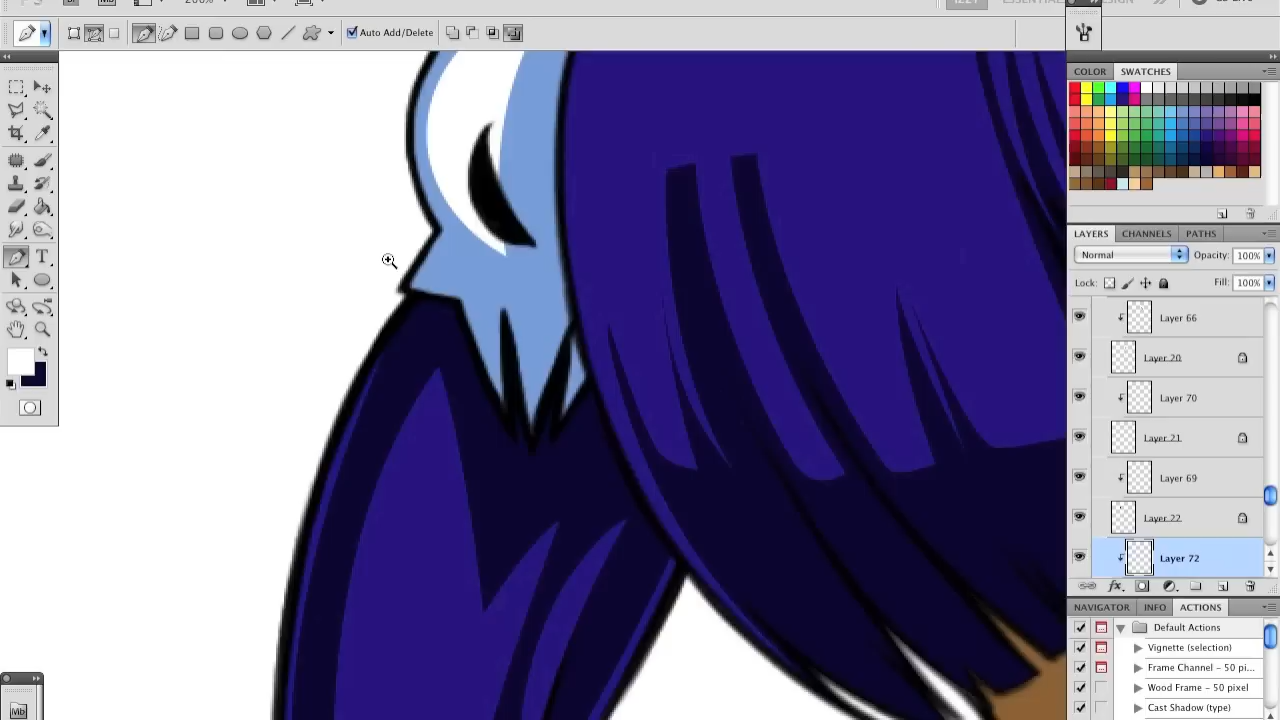 Auto Add/Delete
COLOR SWATCHES
LAYERS CHANNELS PATHS
Normal Opacity: 100%
Lock: Fill: 100%
Layer 66
Layer 20
Layer 70
Layer 21
Layer 69
Layer 22
Layer 72
fx
NAVIGATOR INFO ACTIONS
Default Actions
Vignette (selection)
Frame Channel - 50 pi...
Wood Frame - 50 pixel
Cast Shadow (type)
Mb